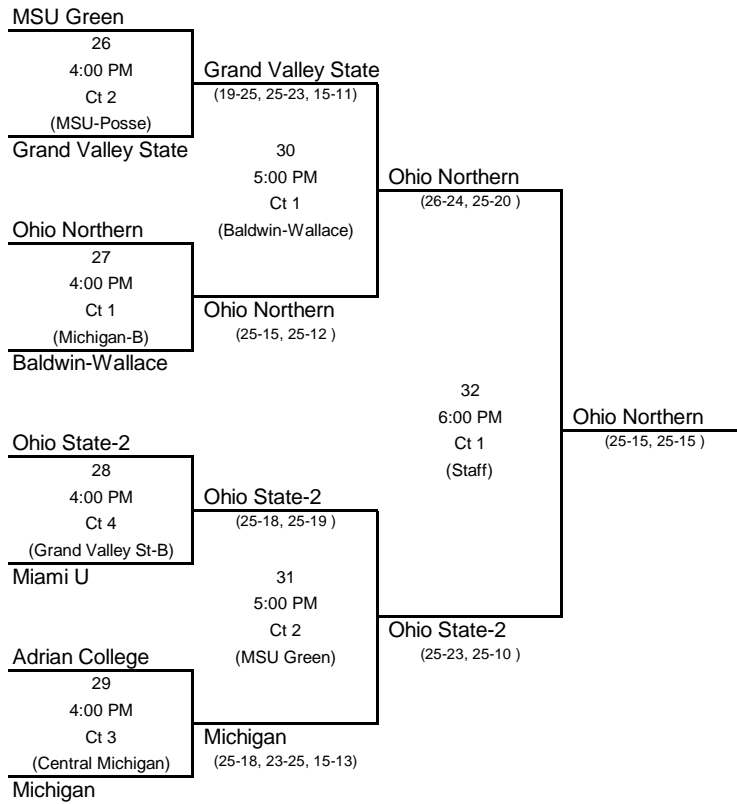 MSU Green
26
4:00 PM
Ct 2
(MSU-Posse)
Grand Valley State
Grand Valley State
(19-25, 25-23, 15-11)
30
5:00 PM
Ct 1
(Baldwin-Wallace)
Ohio Northern
(26-24, 25-20 )
Ohio Northern
27
4:00 PM
Ct 1
(Michigan-B)
Baldwin-Wallace
Ohio Northern
(25-15, 25-12 )
32
6:00 PM
Ct 1
(Staff)
Ohio Northern
(25-15, 25-15 )
Ohio State-2
28
4:00 PM
Ct 4
(Grand Valley St-B)
Miami U
Ohio State-2
(25-18, 25-19 )
31
5:00 PM
Ct 2
(MSU Green)
Ohio State-2
(25-23, 25-10 )
Adrian College
29
4:00 PM
Ct 3
(Central Michigan)
Michigan
Michigan
(25-18, 23-25, 15-13)